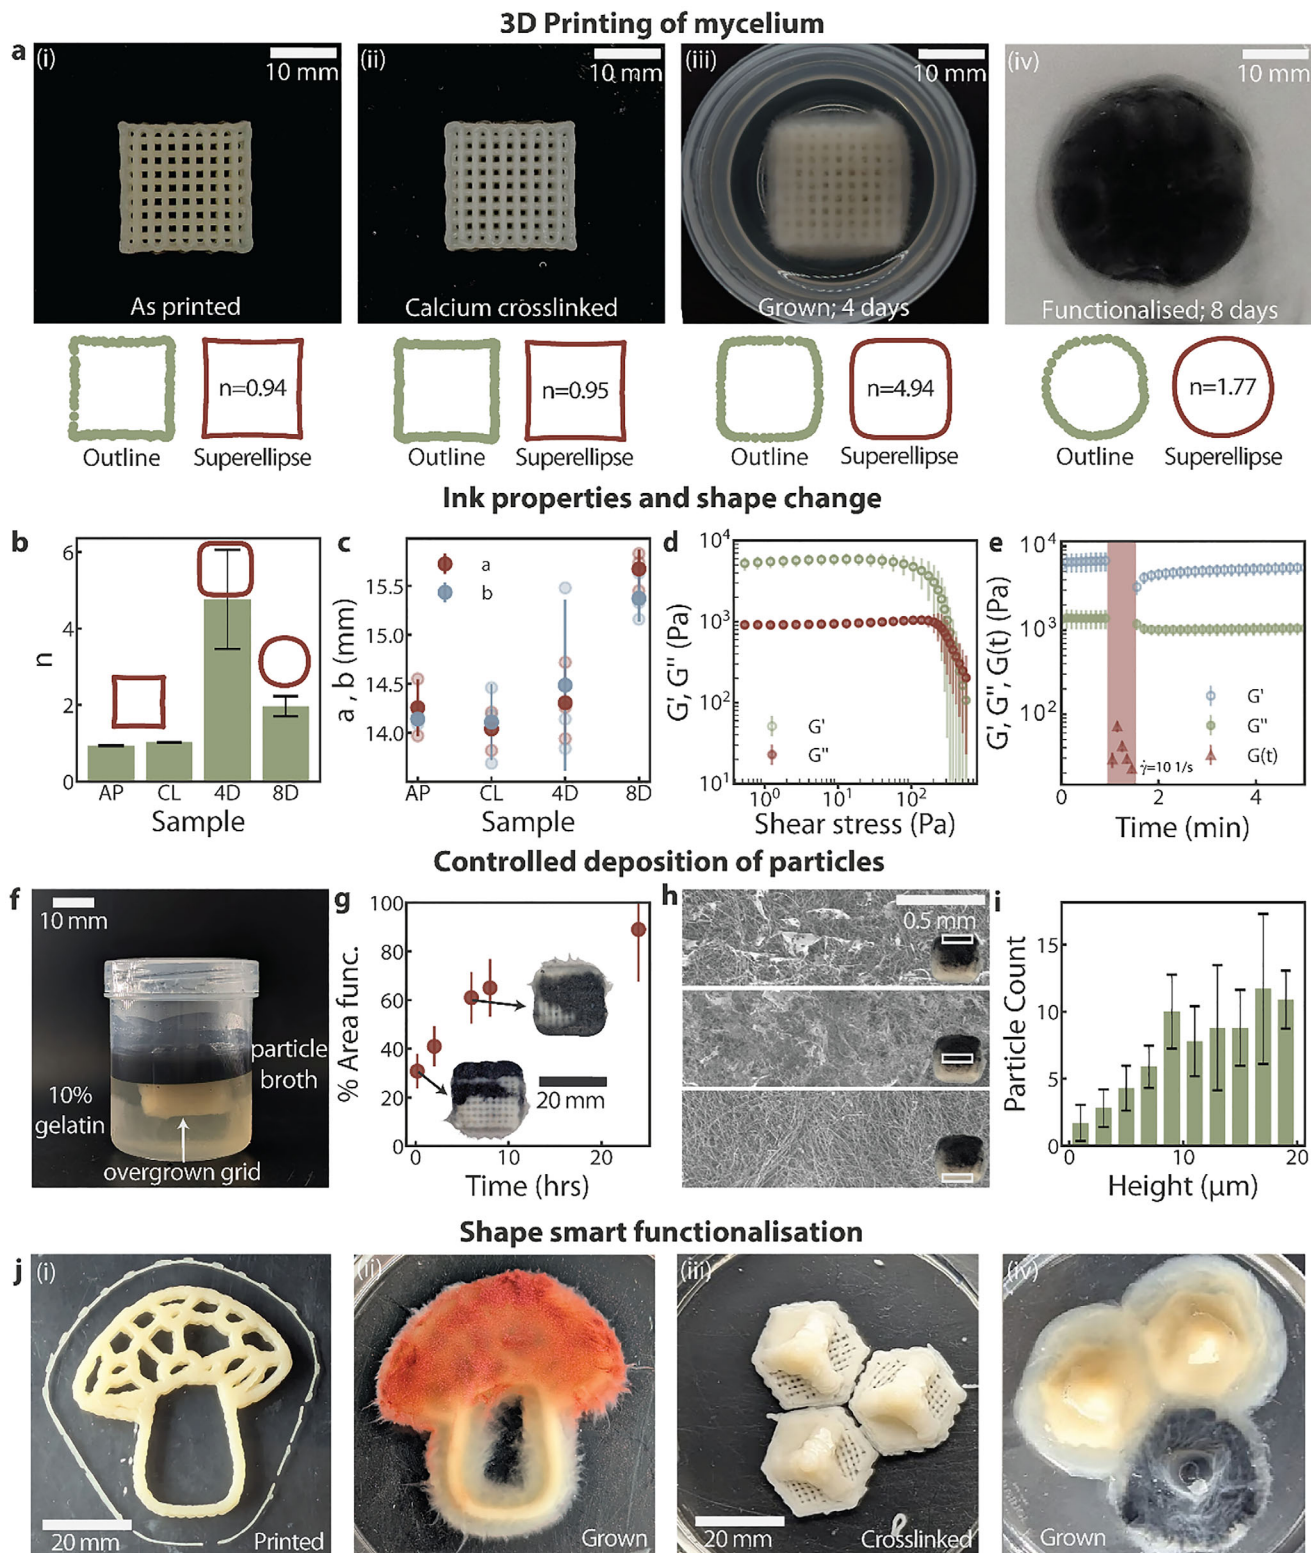 3D Printing of mycelium
a (i) 10 mm (ii) 10 mm (iii) 10 mm (iv) 10 mm
As printed Calcium crosslinked Grown; 4 days Functionalised; 8 days
n=0.94 n=0.95 n=4.94 n=1.77
Outline Superellipse Outline Superellipse Outline Superellipse Outline Superellipse
Ink properties and shape change
b
n
6
4
2
0
AP CL 4D 8D
Sample
c
a , b (mm)
15.5
15.0
14.5
14.0
a
b
AP CL 4D 8D
Sample
d
G', G'' (Pa)
10⁴
10³
10²
10¹
G'
G''
10⁰ 10¹ 10²
Shear stress (Pa)
e
G', G'', G(t) (Pa)
10⁴
10³
10²
G'
G''
G(t)
γ̇=10 1/s
0 2 4
Time (min)
Controlled deposition of particles
f
10 mm
particle
broth
10%
gelatin
overgrown grid
g
% Area func.
100
80
60
40
20
0
20 mm
0 10 20
Time (hrs)
h
0.5 mm
i
Particle Count
15
10
5
0
0 10 20
Height (μm)
Shape smart functionalisation
j (i) (ii) (iii) (iv)
20 mm Printed Grown 20 mm Crosslinked Grown